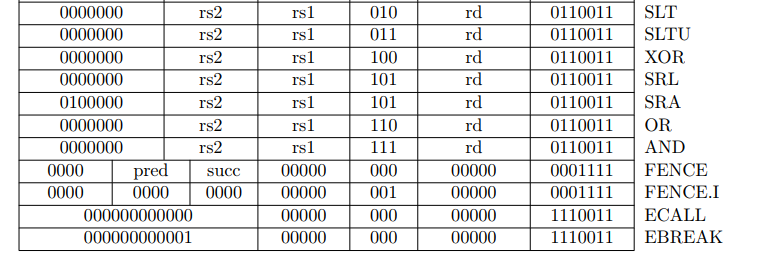 0000000 rs2 rs1 010 rd 0110011 SLT
0000000 rs2 rs1 011 rd 0110011 SLTU
0000000 rs2 rs1 100 rd 0110011 XOR
0000000 rs2 rs1 101 rd 0110011 SRL
0100000 rs2 rs1 101 rd 0110011 SRA
0000000 rs2 rs1 110 rd 0110011 OR
0000000 rs2 rs1 111 rd 0110011 AND
0000 pred succ 00000 000 00000 0001111 FENCE
0000 0000 0000 00000 001 00000 0001111 FENCE.I
000000000000 00000 000 00000 1110011 ECALL
000000000001 00000 000 00000 1110011 EBREAK